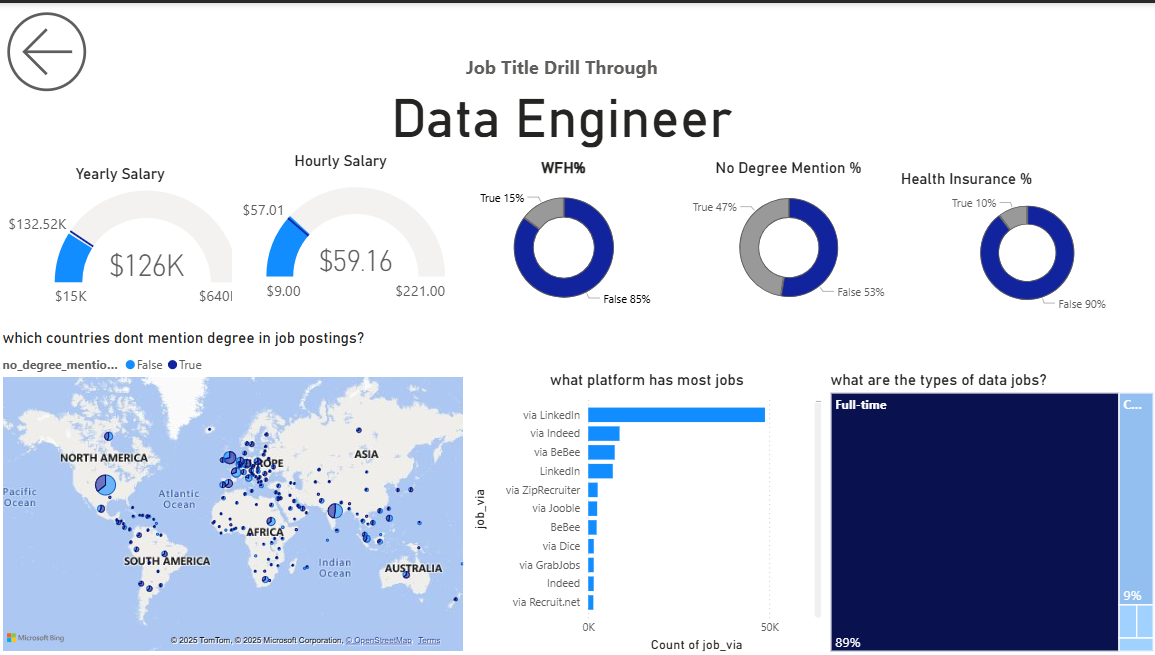 Job Title Drill Through
Data Engineer
Yearly Salary
$132.52K
$126K
$15K
$640
Hourly Salary
$57.01
$59.16
$9.00
$221.00
WFH%
True 15%
False 85%
No Degree Mention %
True 47%
False 53%
Health Insurance %
True 10%
False 90%
which countries dont mention degree in job postings?
no_degree_mentio... False True
NORTH AMERICA
EUROPE
ASIA
Pacific
Ocean
Atlantic
Ocean
AFRICA
SOUTH AMERICA
Indian
Ocean
AUSTRALIA
Microsoft Bing
© 2025 TomTom, © 2025 Microsoft Corporation, © OpenStreetMap Terms
what platform has most jobs
job_via
via LinkedIn
via Indeed
via BeBee
LinkedIn
via ZipRecruiter
via Jooble
BeBee
via Dice
via GrabJobs
Indeed
via Recruit.net
0K
50K
Count of job_via
what are the types of data jobs?
Full-time
89%
C...
9%